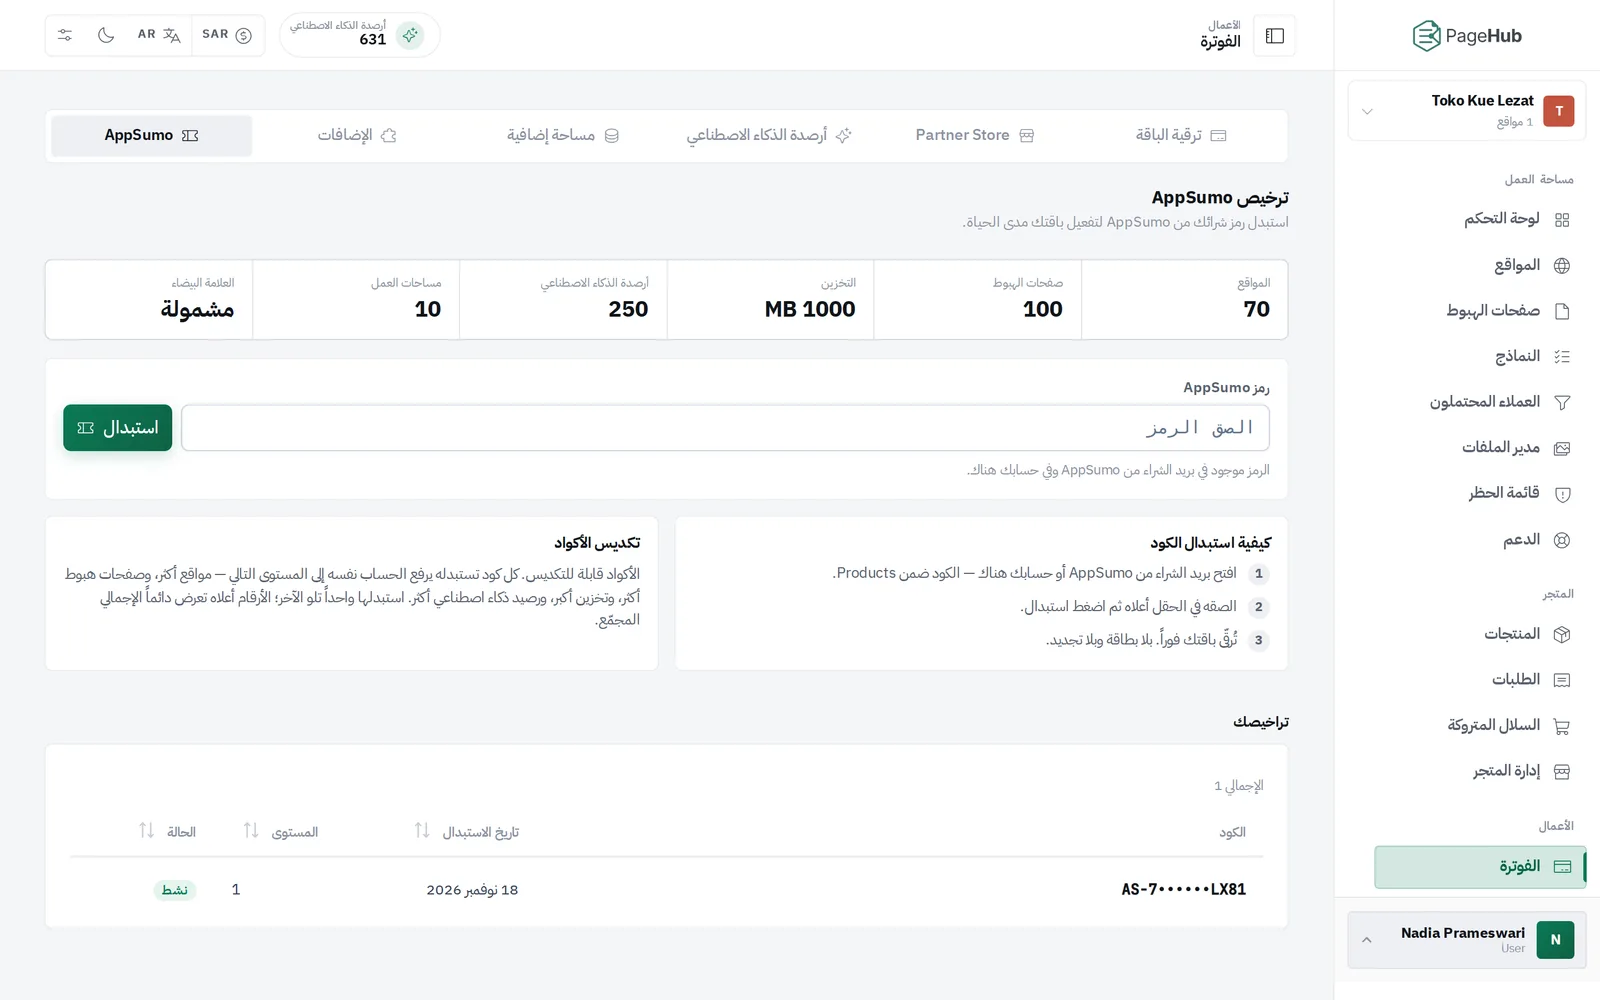 PageHub
Toko Kue Lezat
1 مواقع
T
مساحة العمل
لوحة التحكم
المواقع
صفحات الهبوط
النماذج
العملاء المحتملون
مدير الملفات
قائمة الحظر
الدعم
المتجر
المنتجات
الطلبات
السلال المتروكة
إدارة المتجر
الأعمال
الفوترة
Nadia Prameswari
User
N
الأعمال
الفوترة
أرصدة الذكاء الاصطناعي
631
SAR
AR
ترقية الباقة
Partner Store
أرصدة الذكاء الاصطناعي
مساحة إضافية
الإضافات
AppSumo
ترخيص AppSumo
استبدل رمز شرائك من AppSumo لتفعيل باقتك مدى الحياة.
المواقع
70
صفحات الهبوط
100
التخزين
1000 MB
أرصدة الذكاء الاصطناعي
250
مساحات العمل
10
العلامة البيضاء
مشمولة
رمز AppSumo
الصق الرمز
استبدال
الرمز موجود في بريد الشراء من AppSumo وفي حسابك هناك.
كيفية استبدال الكود
1 افتح بريد الشراء من AppSumo أو حسابك هناك — الكود ضمن Products.
2 الصقه في الحقل أعلاه ثم اضغط استبدال.
3 تُرقّى باقتك فوراً. بلا بطاقة وبلا تجديد.
تكديس الأكواد
الأكواد قابلة للتكديس. كل كود تستبدله يرفع الحساب نفسه إلى المستوى التالي — مواقع أكثر، وصفحات هبوط
أكثر، وتخزين أكبر، ورصيد ذكاء اصطناعي أكثر. استبدلها واحداً تلو الآخر؛ الأرقام أعلاه تعرض دائماً الإجمالي
المجمّع.
تراخيصك
الإجمالي 1
الكود
تاريخ الاستبدال
المستوى
الحالة
AS-7••••••LX81
18 نوفمبر 2026
1
نشط